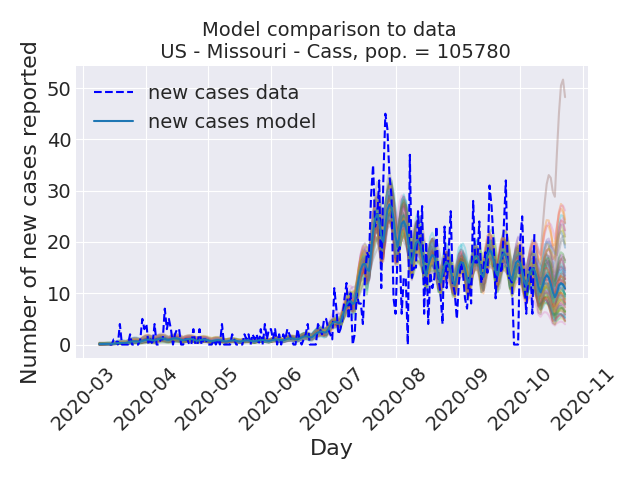 Model comparison to data
US - Missouri - Cass, pop. = 105780
Number of new cases reported
50
40
30
20
10
0
new cases data
new cases model
2020-03
2020-04
2020-05
2020-06
2020-07
2020-08
2020-09
2020-10
2020-11
Day